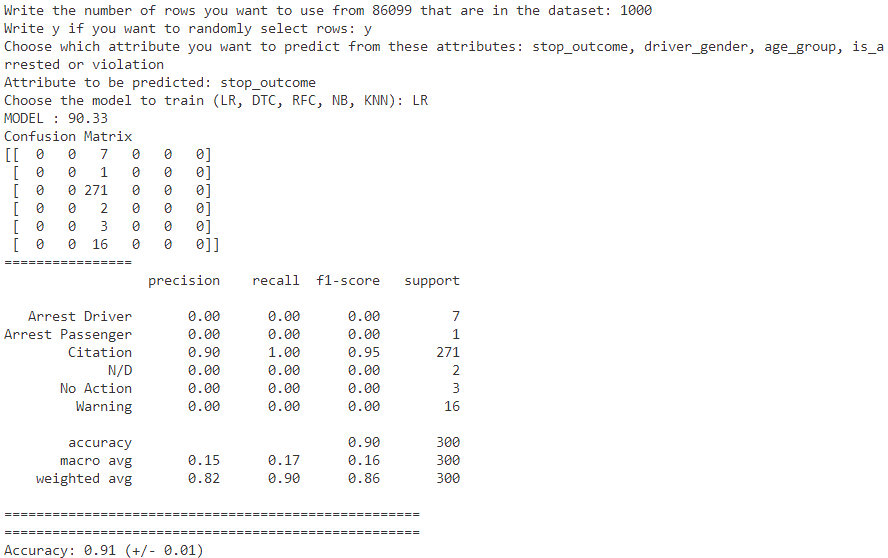 Write the number of rows you want to use from 86099 that are in the dataset: 1000
Write y if you want to randomly select rows: y
Choose which attribute you want to predict from these attributes: stop_outcome, driver_gender, age_group, is_a
rrested or violation
Attribute to be predicted: stop_outcome
Choose the model to train (LR, DTC, RFC, NB, KNN): LR
MODEL : 90.33
Confusion Matrix
[[  0   0   7   0   0   0]
 [  0   0   1   0   0   0]
 [  0   0 271   0   0   0]
 [  0   0   2   0   0   0]
 [  0   0   3   0   0   0]
 [  0   0  16   0   0   0]]
================
                  precision    recall  f1-score   support
   Arrest Driver       0.00      0.00      0.00         7
Arrest Passenger       0.00      0.00      0.00         1
        Citation       0.90      1.00      0.95       271
             N/D       0.00      0.00      0.00         2
       No Action       0.00      0.00      0.00         3
         Warning       0.00      0.00      0.00        16
        accuracy                           0.90       300
       macro avg       0.15      0.17      0.16       300
    weighted avg       0.82      0.90      0.86       300
====================================================
====================================================
Accuracy: 0.91 (+/- 0.01)